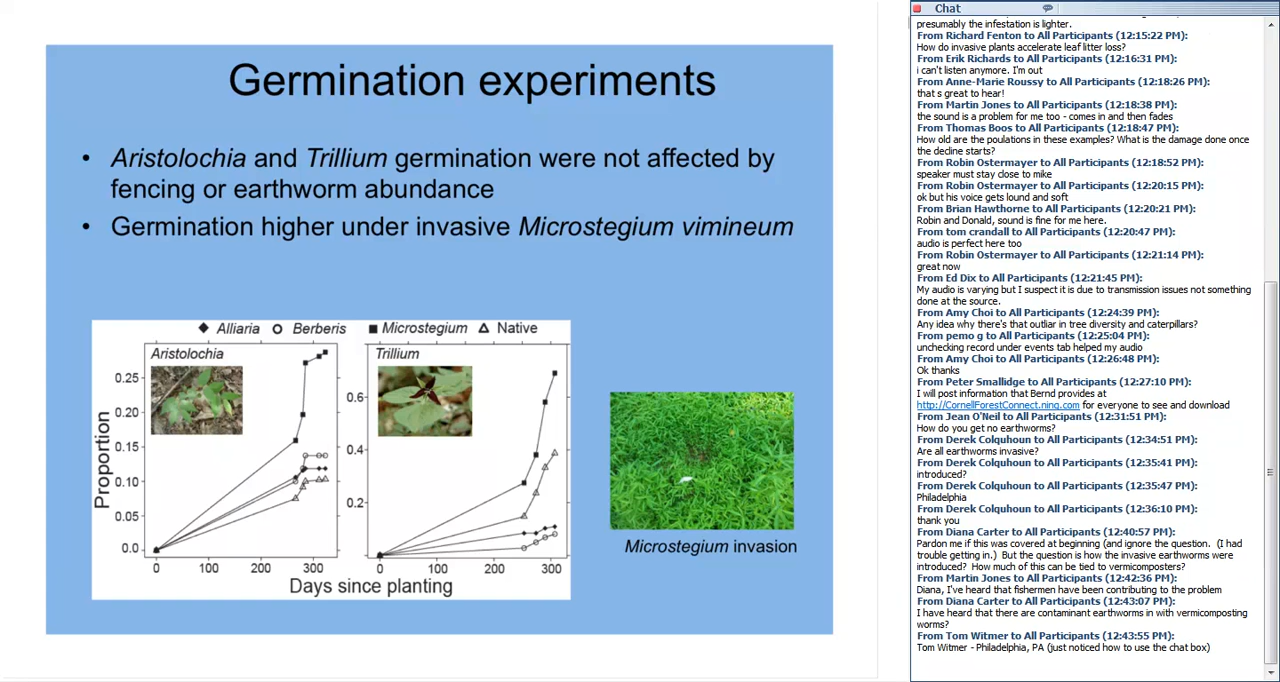 Germination experiments
• Aristolochia and Trillium germination were not affected by
fencing or earthworm abundance
• Germination higher under invasive Microstegium vimineum
Alliaria Berberis Microstegium Native
Aristolochia
Trillium
Proportion
0.25
0.20
0.15
0.10
0.05
0.0
0.6
0.4
0.2
0 100 200 300
0 100 200 300
Days since planting
Microstegium invasion
Chat
presumably the infestation is lighter.
From Richard Fenton to All Participants (12:15:22 PM):
How do invasive plants accelerate leaf litter loss?
From Erik Richards to All Participants (12:16:31 PM):
i can't listen anymore. I'm out
From Anne-Marie Roussy to All Participants (12:18:26 PM):
that s great to hear!
From Martin Jones to All Participants (12:18:38 PM):
the sound is a problem for me too - comes in and then fades
From Thomas Boos to All Participants (12:18:47 PM):
How old are the poulations in these examples? What is the damage done once
the decline starts?
From Robin Ostermayer to All Participants (12:18:52 PM):
speaker must stay close to mike
From Robin Ostermayer to All Participants (12:20:15 PM):
ok but his voice gets lound and soft
From Brian Hawthorne to All Participants (12:20:21 PM):
Robin and Donald, sound is fine for me here.
From tom crandall to All Participants (12:20:47 PM):
audio is perfect here too
From Robin Ostermayer to All Participants (12:21:14 PM):
great now
From Ed Dix to All Participants (12:21:45 PM):
My audio is varying but I suspect it is due to transmission issues not something
done at the source.
From Amy Choi to All Participants (12:24:39 PM):
Any idea why there's that outliar in tree diversity and caterpillars?
From pemo g to All Participants (12:25:04 PM):
unchecking record under events tab helped my audio
From Amy Choi to All Participants (12:26:48 PM):
Ok thanks
From Peter Smallidge to All Participants (12:27:10 PM):
I will post information that Bernd provides at
http://CornellForestConnect.ning.com for everyone to see and download
From Jean O'Neil to All Participants (12:31:51 PM):
How do you get no earthworms?
From Derek Colquhoun to All Participants (12:34:51 PM):
Are all earthworms invasive?
From Derek Colquhoun to All Participants (12:35:41 PM):
introduced?
From Derek Colquhoun to All Participants (12:35:47 PM):
Philadelphia
From Derek Colquhoun to All Participants (12:36:10 PM):
thank you
From Diana Carter to All Participants (12:40:57 PM):
Pardon me if this was covered at beginning (and ignore the question. (I had
trouble getting in.) But the question is how the invasive earthworms were
introduced? How much of this can be tied to vermicomposters?
From Martin Jones to All Participants (12:42:36 PM):
Diana, I've heard that fishermen have been contributing to the problem
From Diana Carter to All Participants (12:43:07 PM):
I have heard that there are contaminant earthworms in with vermicomposting
worms?
From Tom Witmer to All Participants (12:43:55 PM):
Tom Witmer - Philadelphia, PA (just noticed how to use the chat box)